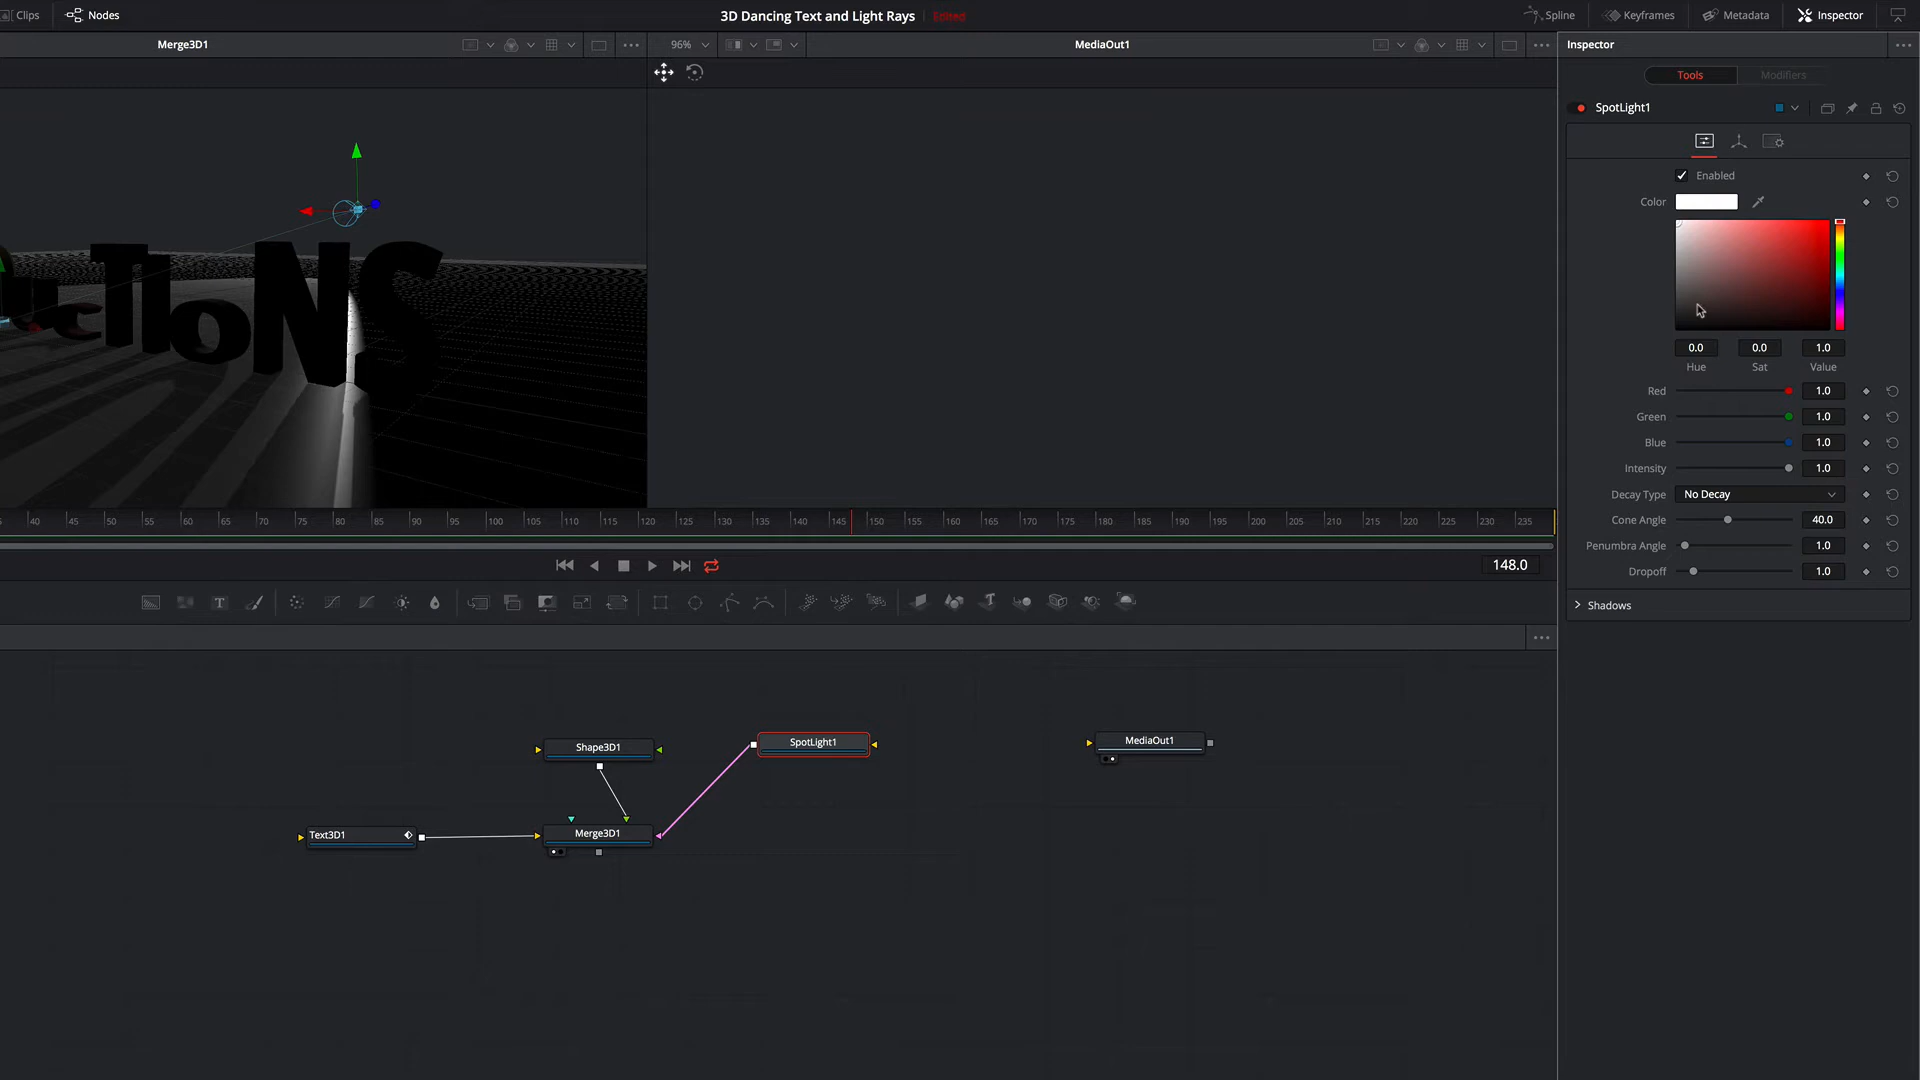 Clips
Nodes
3D Dancing Text and Light Rays
Edited
Spline
Keyframes
Metadata
Inspector
Merge3D1
96%
MediaOut1
Inspector
Tools
Modifiers
SpotLight1
Enabled
Color
0.0
0.0
1.0
Hue
Sat
Value
Red
1.0
Green
1.0
Blue
1.0
Intensity
1.0
Decay Type
No Decay
Cone Angle
40.0
Penumbra Angle
1.0
Dropoff
1.0
Shadows
ucTIoNS
40 45 50 55 60 65 70 75 80 85 90 95 100 105 110 115 120 125 130 135 140 145 150 155 160 165 170 175 180 185 190 195 200 205 210 215 220 225 230 235
148.0
Shape3D1
SpotLight1
MediaOut1
Text3D1
Merge3D1